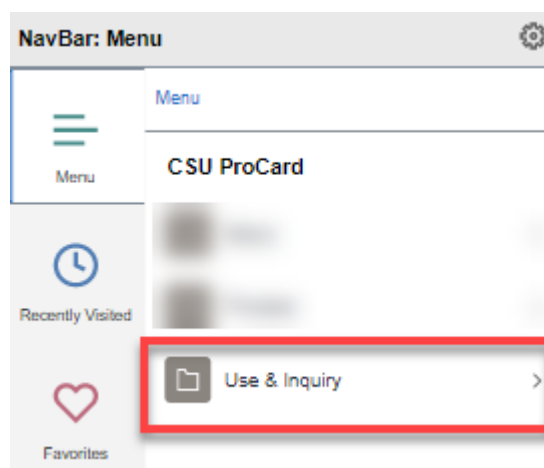 NavBar: Menu
Menu
Menu
CSU ProCard
Recently Visited
Use & Inquiry
Favorites